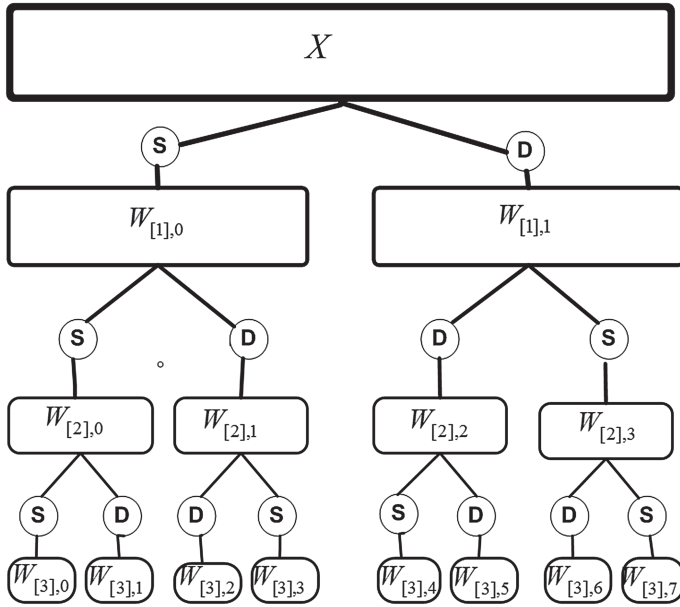 X
S D
W[1],0 W[1],1
S D D S
W[2],0 W[2],1 W[2],2 W[2],3
S D D S S D D S
W[3],0 W[3],1 W[3],2 W[3],3 W[3],4 W[3],5 W[3],6 W[3],7